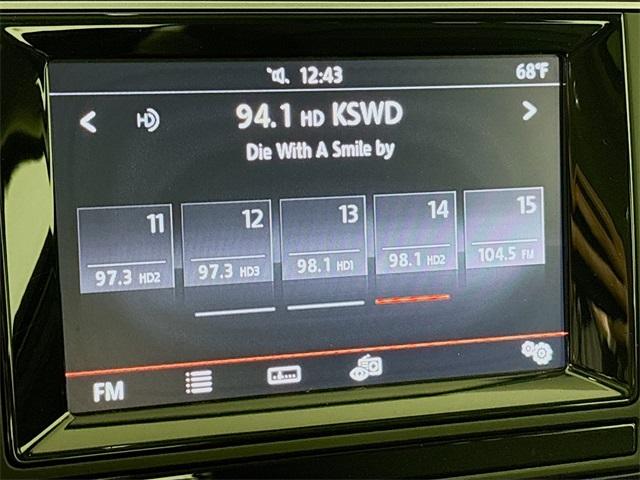 12:43 68°F
HD 94.1 HD KSWD
Die With A Smile by
11 12 13 14 15
97.3 HD2 97.3 HD3 98.1 HD1 98.1 HD2 104.5 FM
FM